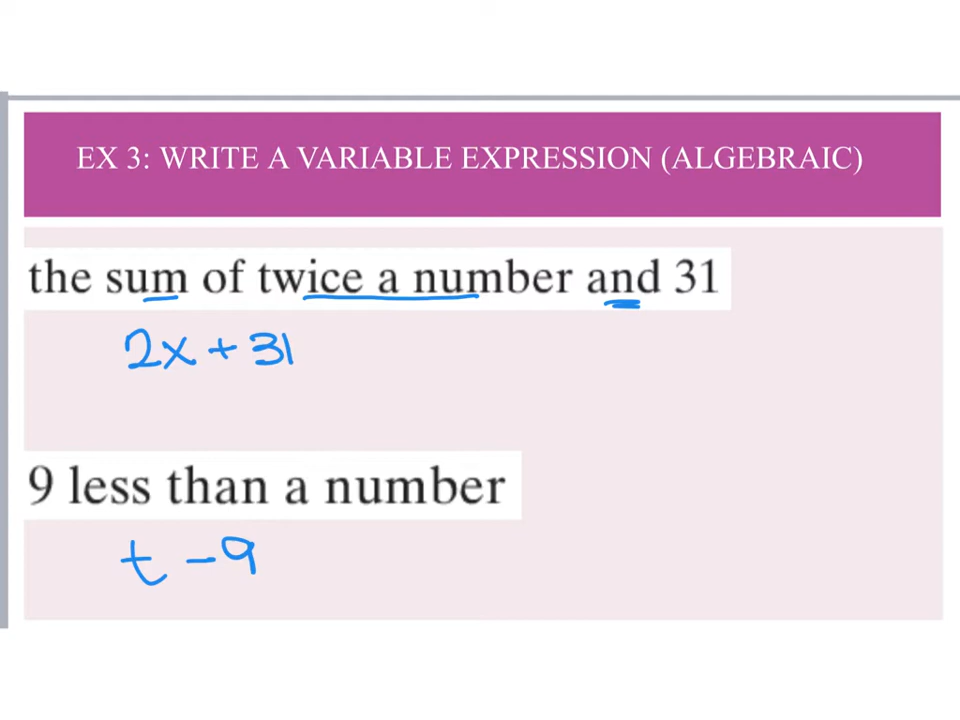 EX 3: WRITE A VARIABLE EXPRESSION (ALGEBRAIC)
the sum of twice a number and 31
2x + 31
9 less than a number
t - 9